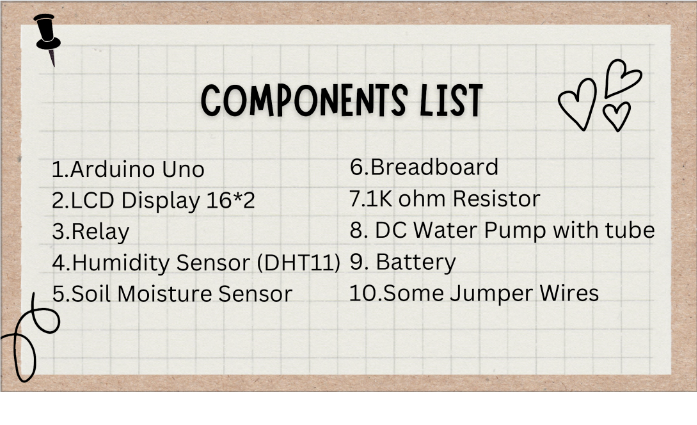 COMPONENTS LIST
1.Arduino Uno
2.LCD Display 16*2
3.Relay
4.Humidity Sensor (DHT11)
5.Soil Moisture Sensor
6.Breadboard
7.1K ohm Resistor
8. DC Water Pump with tube
9. Battery
10.Some Jumper Wires